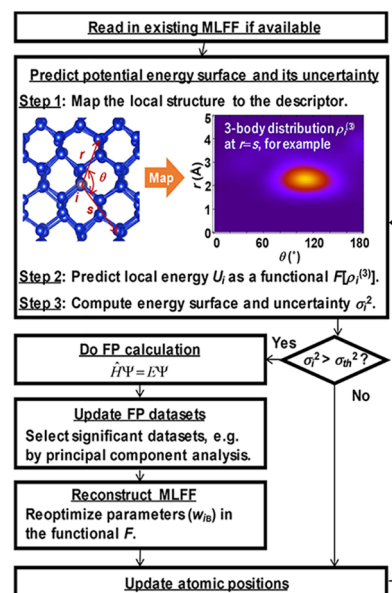 Read in existing MLFF if available
Predict potential energy surface and its uncertainty
Step 1: Map the local structure to the descriptor.
r
θ
i
s
Map
3-body distribution ρᵢ⁽³⁾
at r=s, for example
r (Å)
5
4
3
2
1
0
0 60 120 180
θ (°)
Step 2: Predict local energy Uᵢ as a functional F[ρᵢ⁽³⁾].
Step 3: Compute energy surface and uncertainty σᵢ².
Do FP calculation
ĤΨ=EΨ
Yes
σᵢ² > σₜₕ² ?
No
Update FP datasets
Select significant datasets, e.g.
by principal component analysis.
Reconstruct MLFF
Reoptimize parameters (w_iB) in
the functional F.
Update atomic positions